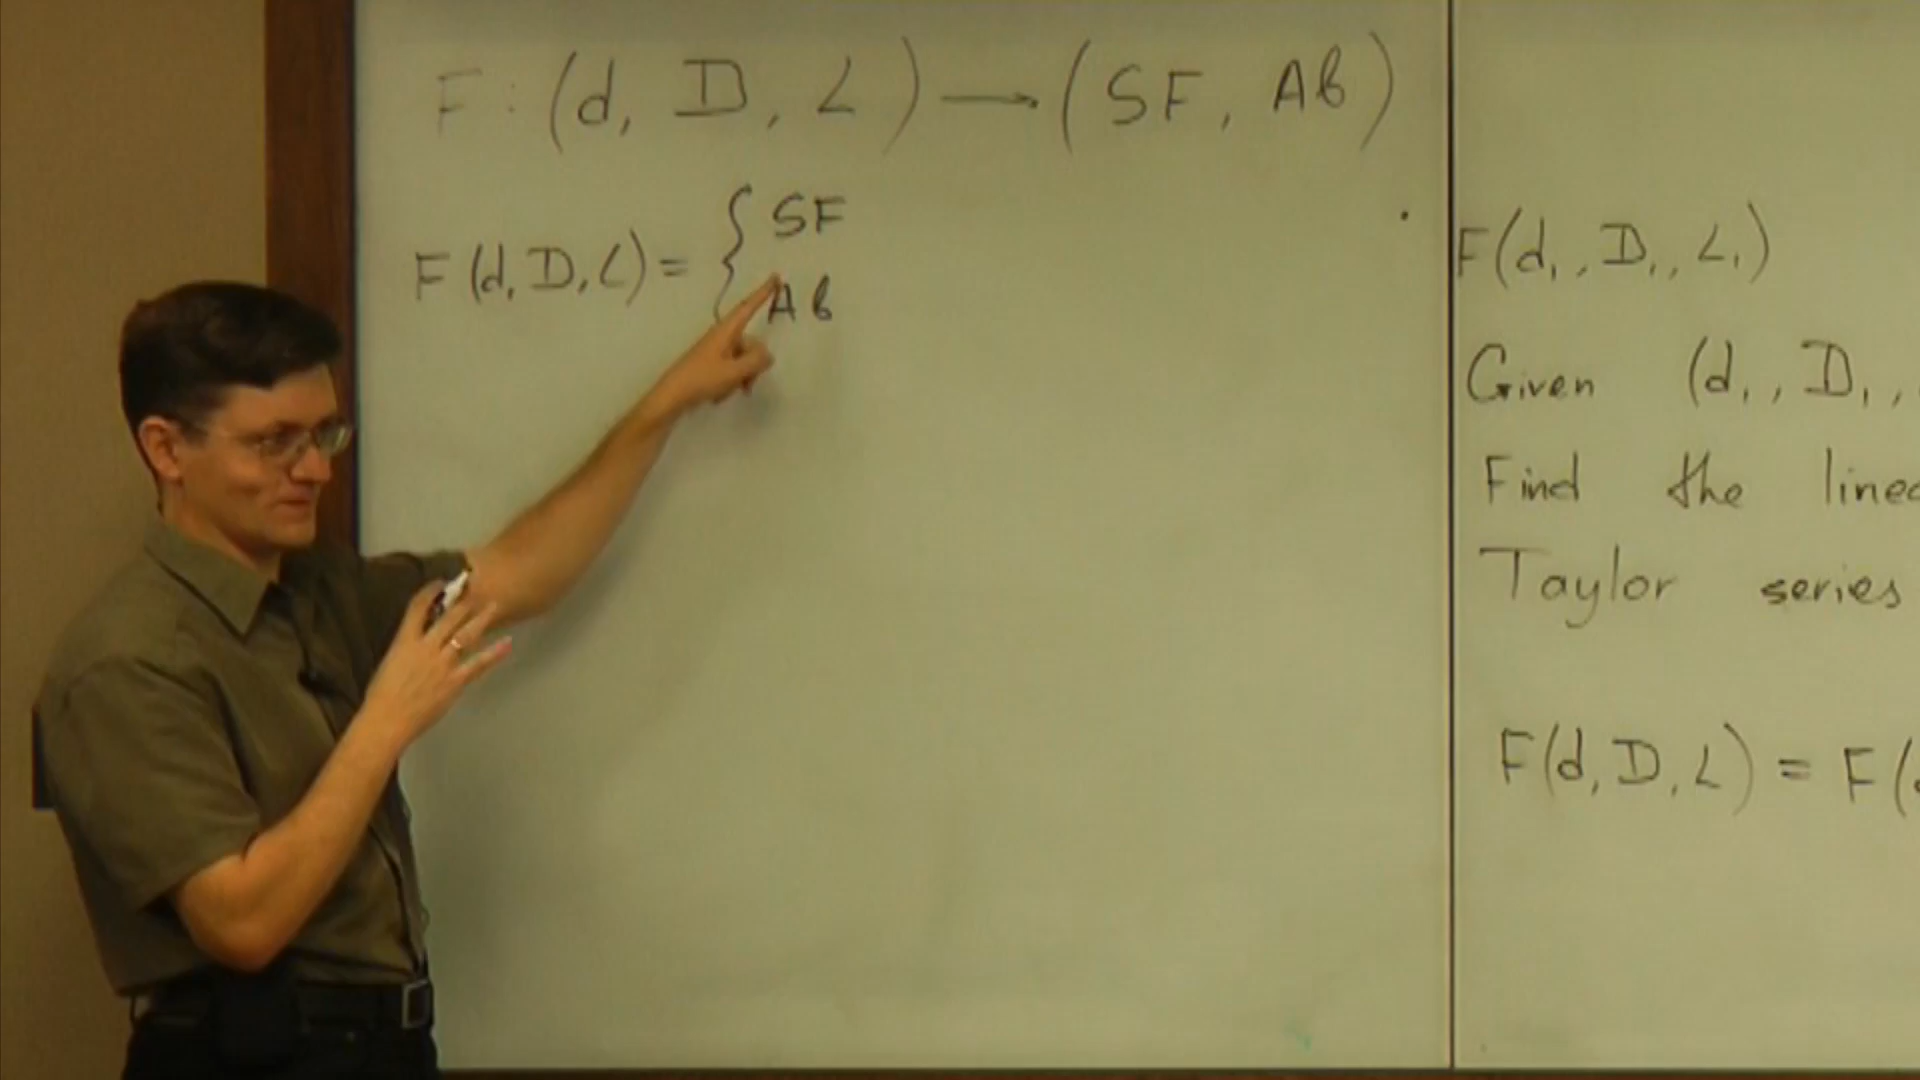 F : (d, D, L) → (SF, Ab)
F(d, D, L) = { SF
Ab
F(d₁, D₁, L₁)
Given (d₁, D₁,
Find the
Taylor series
F(d, D, L) = F(